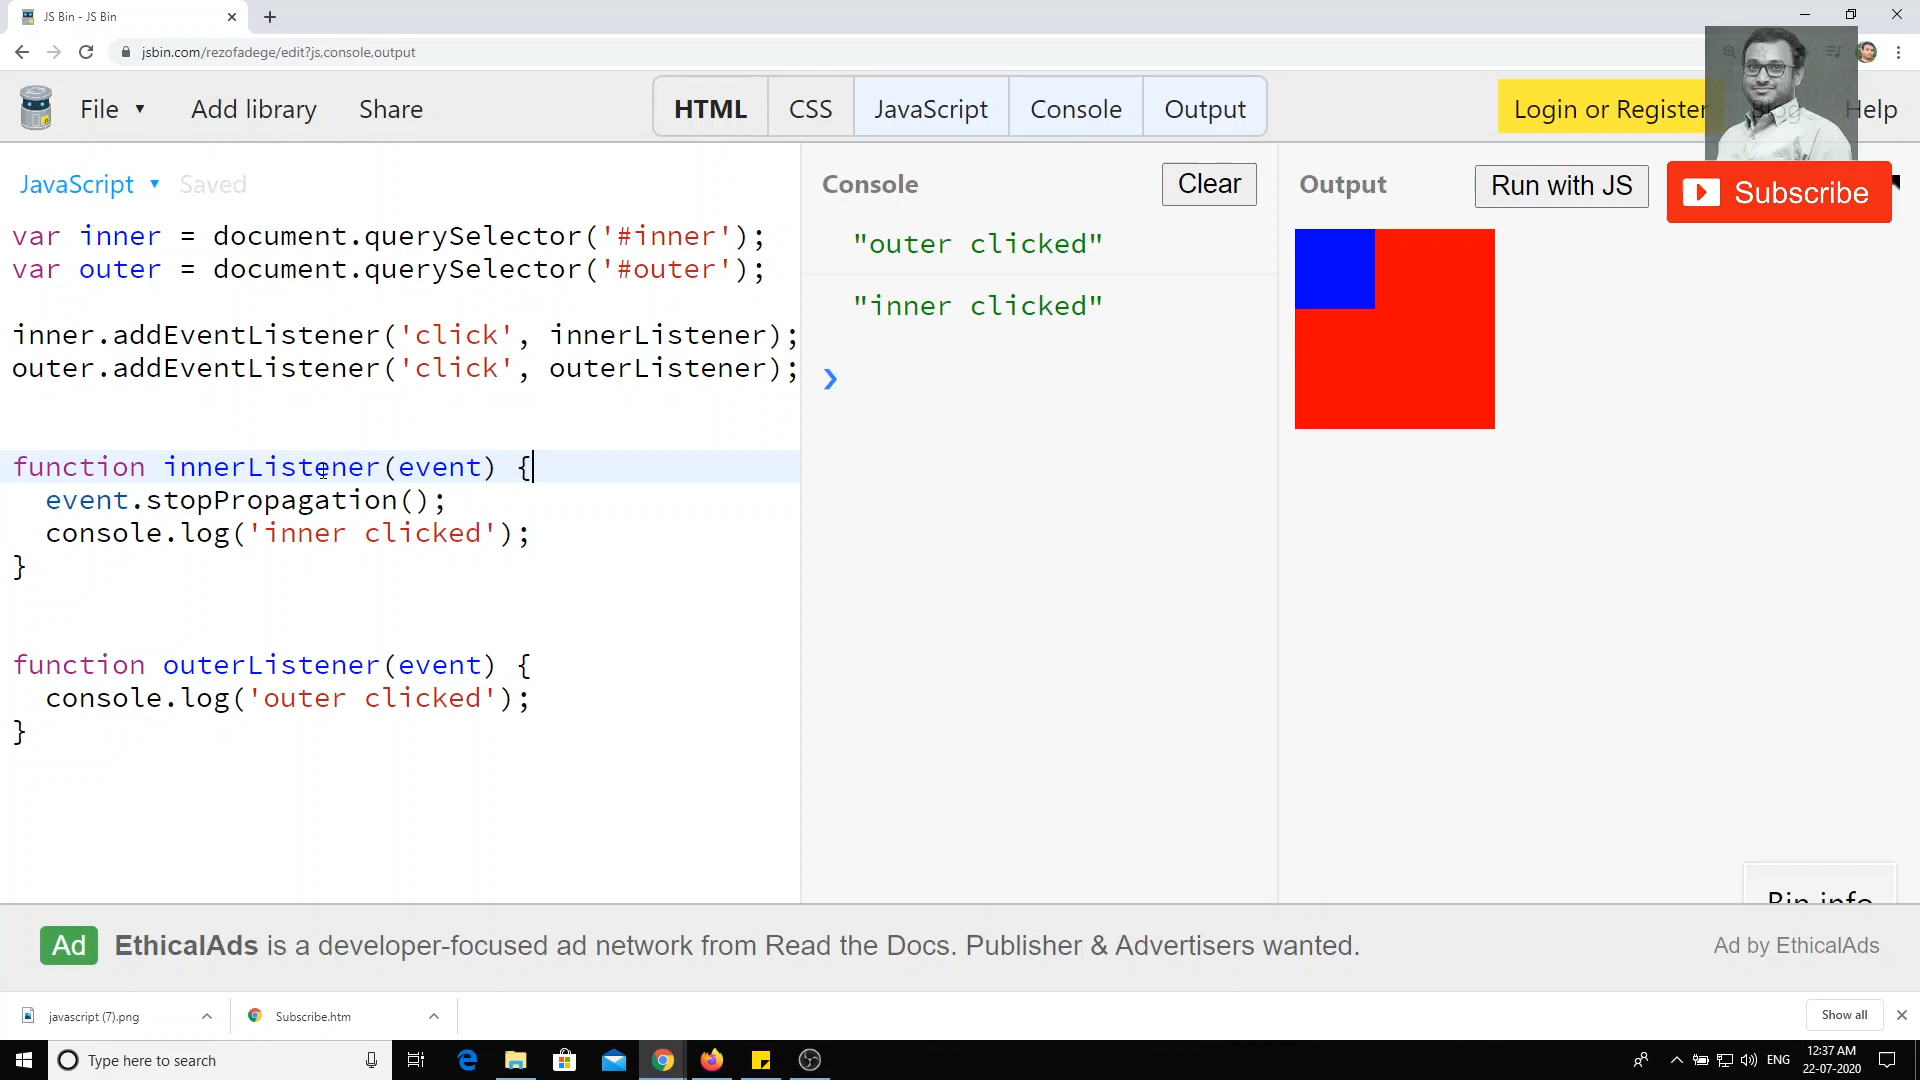 JS Bin - JS Bin
jsbin.com/rezofadege/edit?js,console,output
File ▼ Add library Share HTML CSS JavaScript Console Output Login or Register Blog Help
JavaScript ▼ Saved
var inner = document.querySelector('#inner');
var outer = document.querySelector('#outer');
inner.addEventListener('click', innerListener);
outer.addEventListener('click', outerListener);
function innerListener(event) {
event.stopPropagation();
console.log('inner clicked');
}
function outerListener(event) {
console.log('outer clicked');
}
Console Clear
"outer clicked"
"inner clicked"
Output Run with JS Subscribe
Bin info
Ad EthicalAds is a developer-focused ad network from Read the Docs. Publisher & Advertisers wanted. Ad by EthicalAds
javascript (7).png Subscribe.htm Show all
Type here to search ENG 12:37 AM
22-07-2020